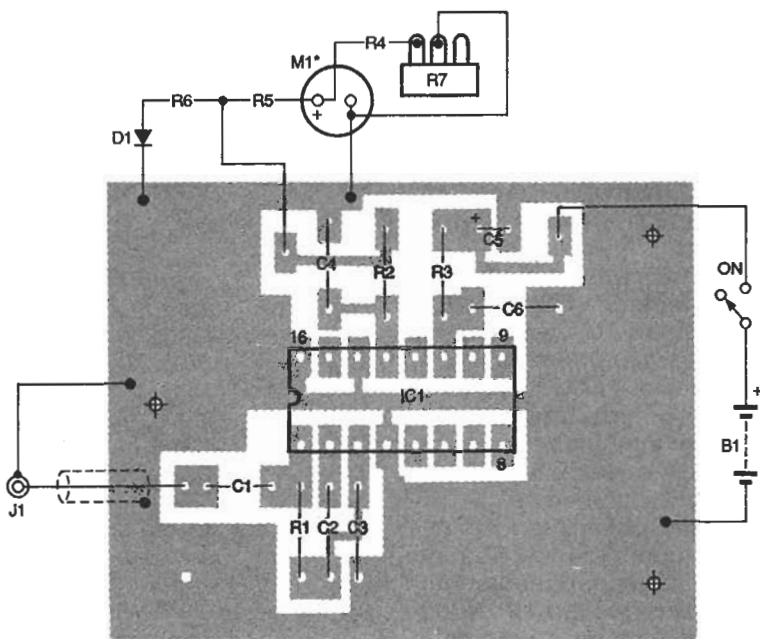 R4
M1*
R7
R6
R5
+
D1
+
C5
C4
R2
R3
ON
C6
16
9
+
IC1
B1
8
C1
J1
R1
C2
C3